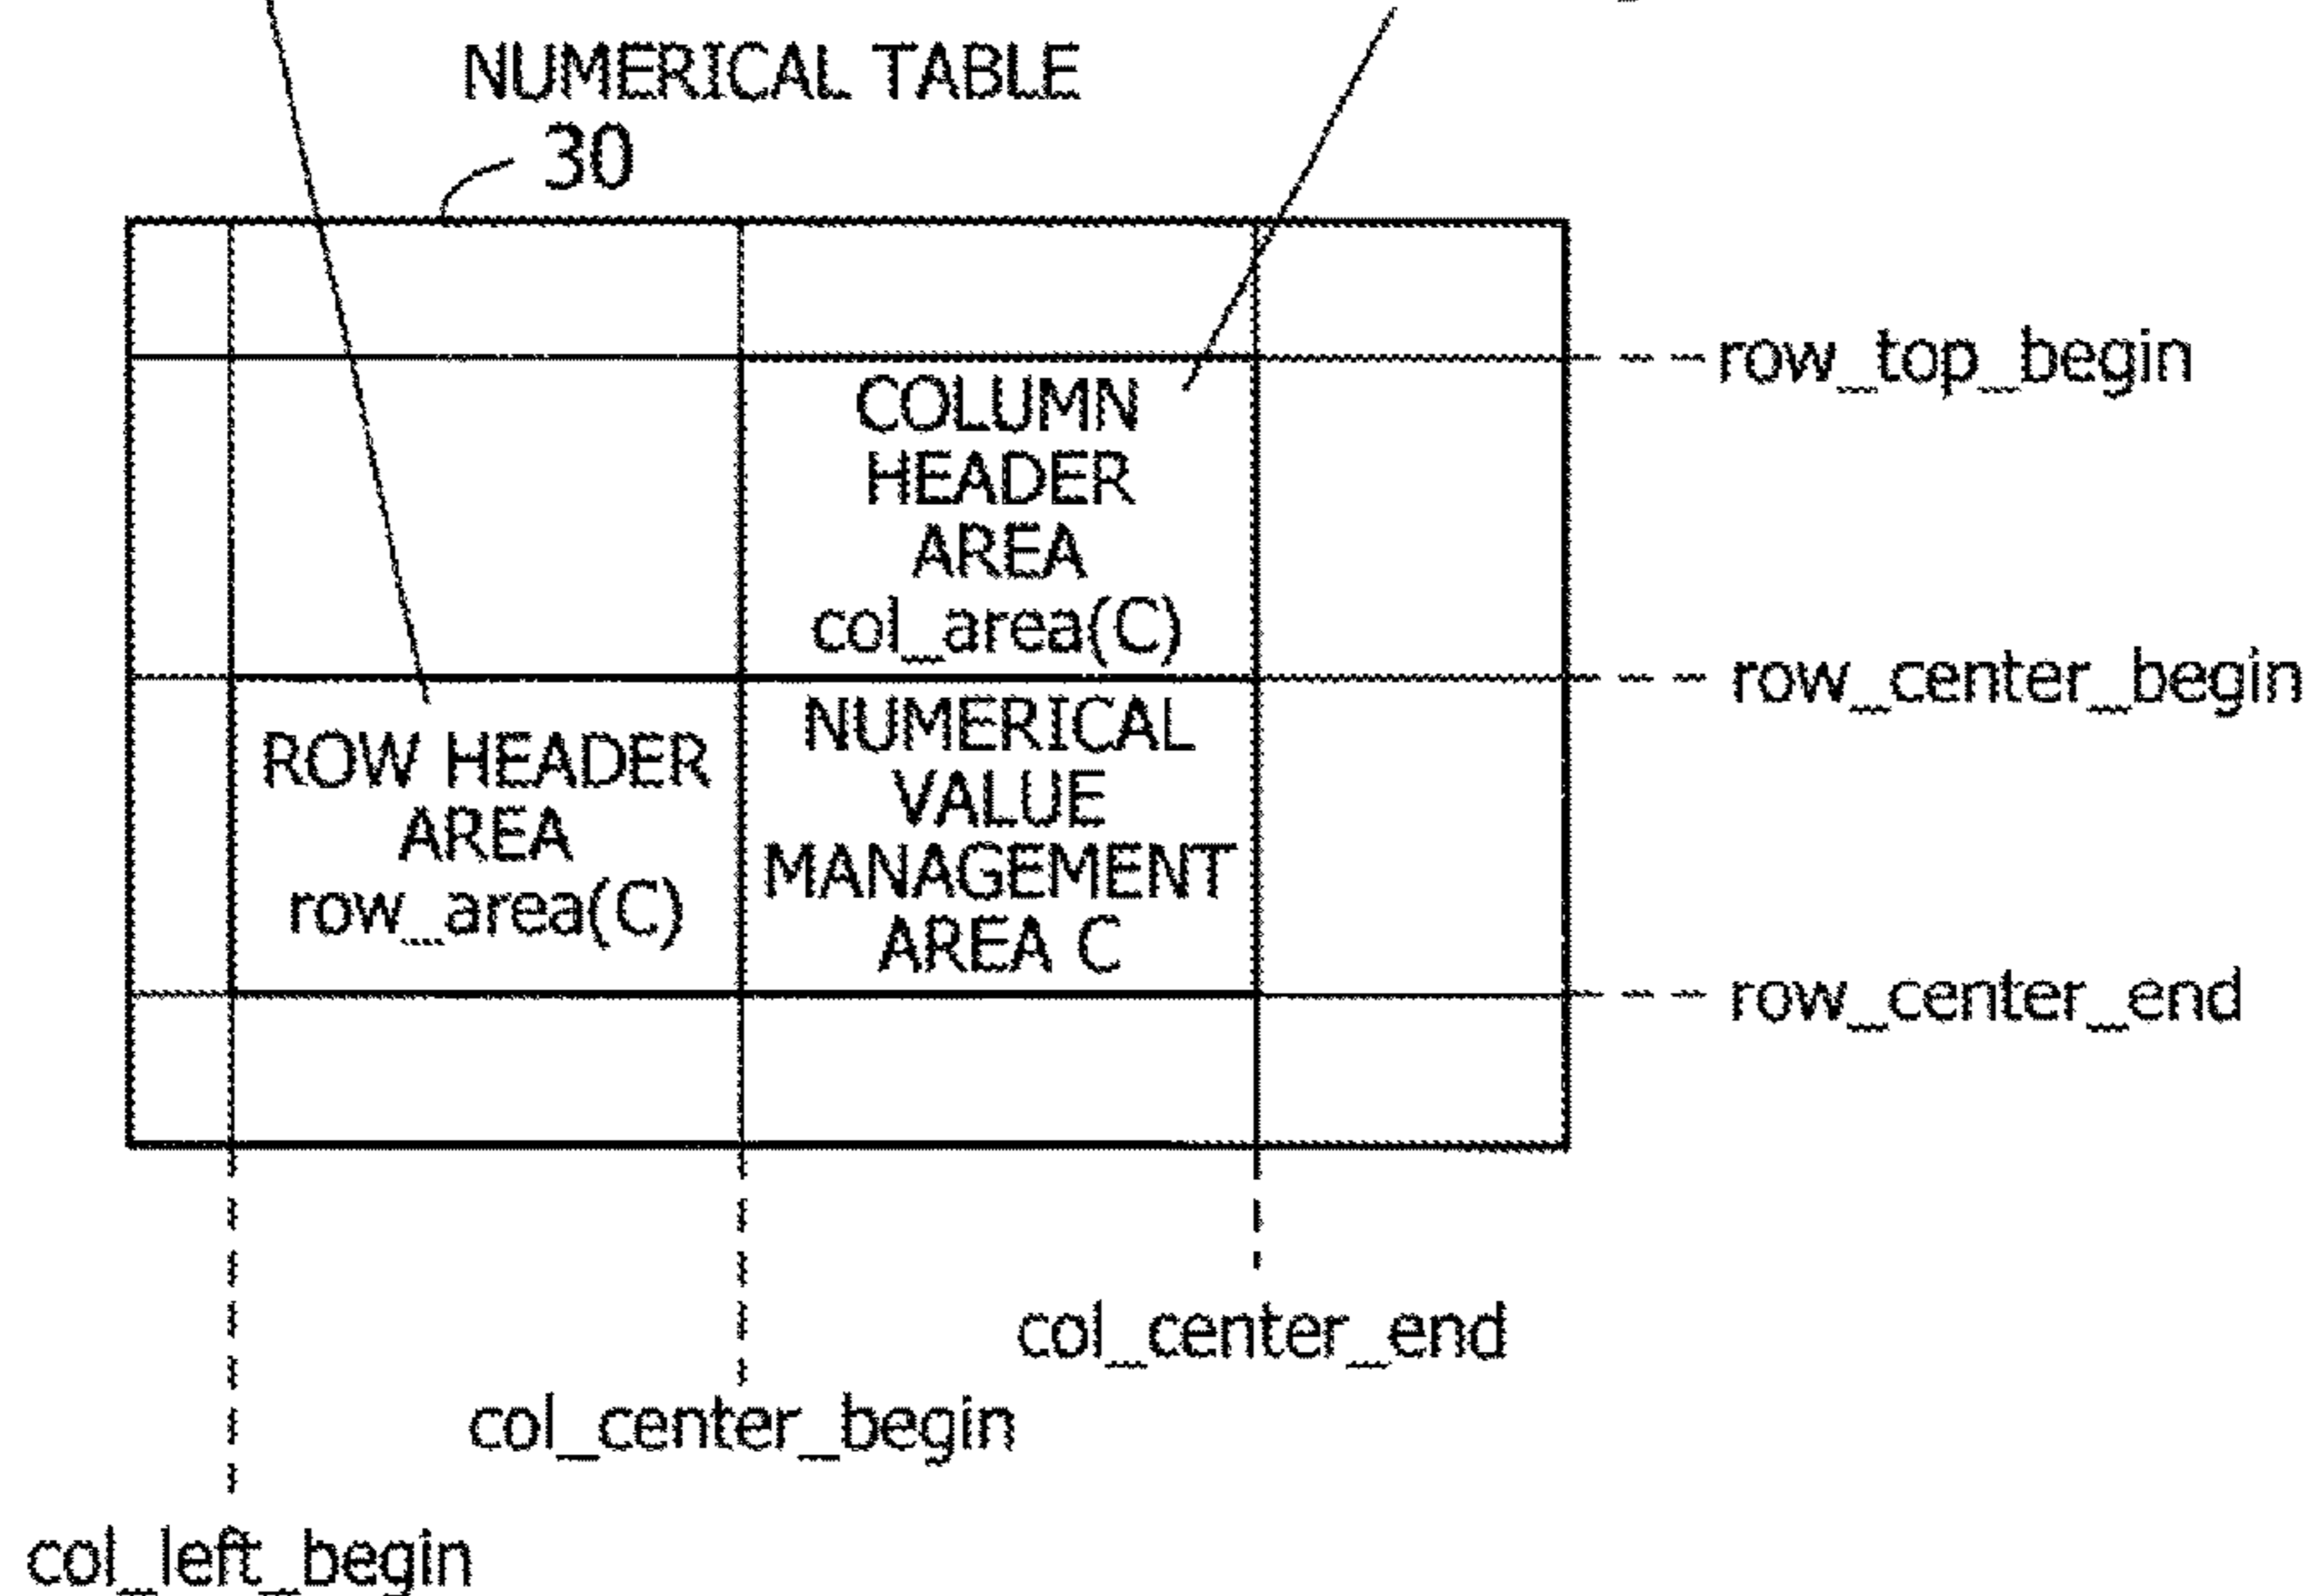 NUMERICAL TABLE
30
row_top_begin
COLUMN
HEADER
AREA
col_area(C)
row_center_begin
ROW HEADER
AREA
row_area(C)
NUMERICAL
VALUE
MANAGEMENT
AREA C
row_center_end
col_center_end
col_center_begin
col_left_begin